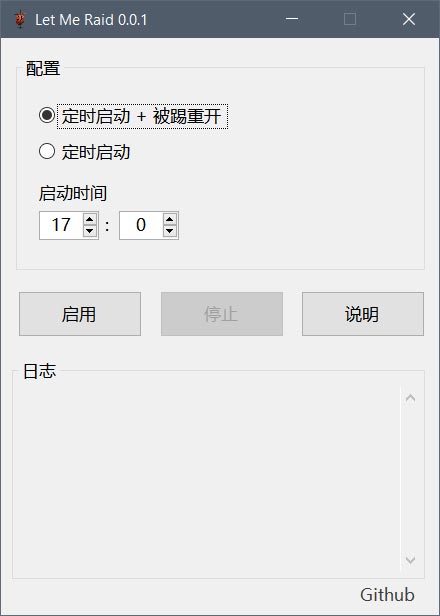 Let Me Raid 0.0.1
配置
定时启动 + 被踢重开
定时启动
启动时间
17 : 0
启用 停止 说明
日志
Github